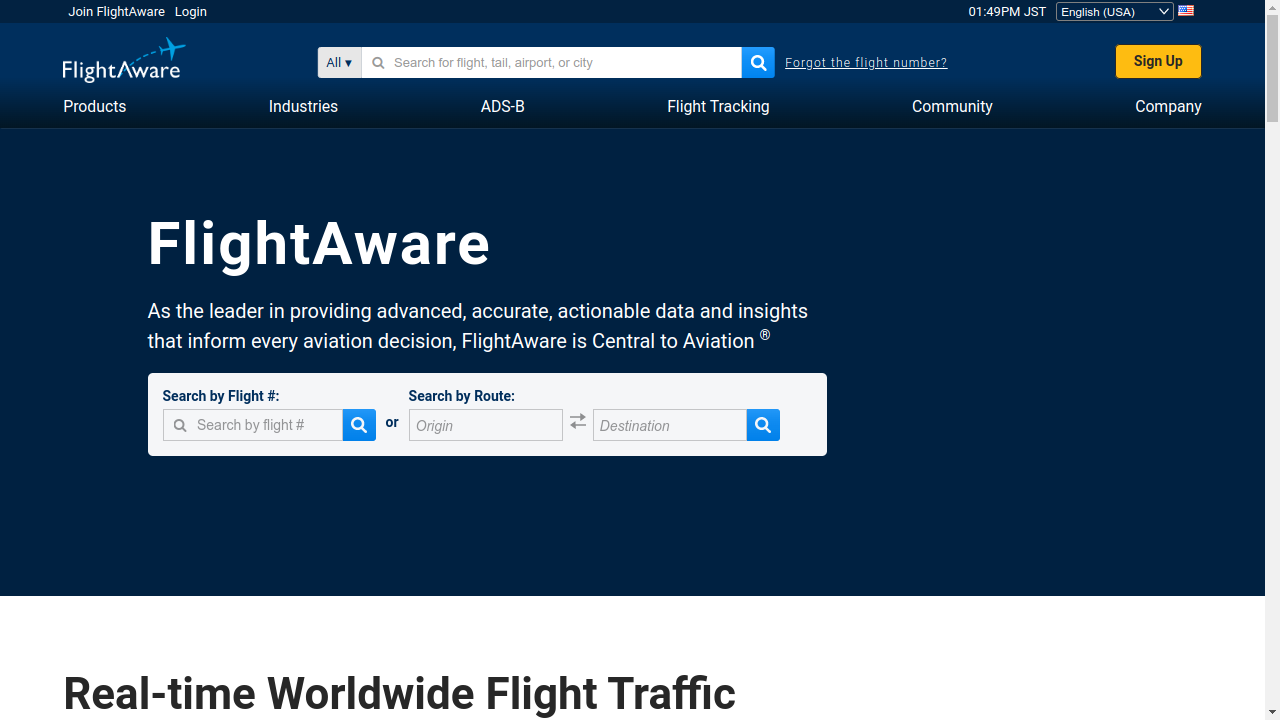 Join FlightAware Login
01:49PM JST English (USA)
FlightAware
All ▾ Search for flight, tail, airport, or city
Forgot the flight number?
Sign Up
Products Industries ADS-B Flight Tracking Community Company
FlightAware
As the leader in providing advanced, accurate, actionable data and insights
that inform every aviation decision, FlightAware is Central to Aviation ®
Search by Flight #: Search by Route:
Search by flight # or Origin Destination
Real-time Worldwide Flight Traffic